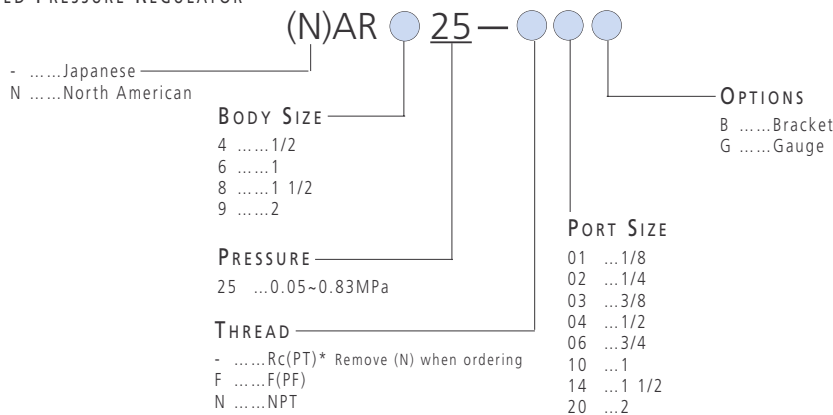 PRESSURE REGULATOR
(N)AR 25 —
- ......Japanese
N ......North American
BODY SIZE
4 ......1/2
6 ......1
8 ......1 1/2
9 ......2
PRESSURE
25 ...0.05~0.83MPa
THREAD
- ......Rc(PT)* Remove (N) when ordering
F ......F(PF)
N ......NPT
OPTIONS
B ......Bracket
G ......Gauge
PORT SIZE
01 ...1/8
02 ...1/4
03 ...3/8
04 ...1/2
06 ...3/4
10 ...1
14 ...1 1/2
20 ...2